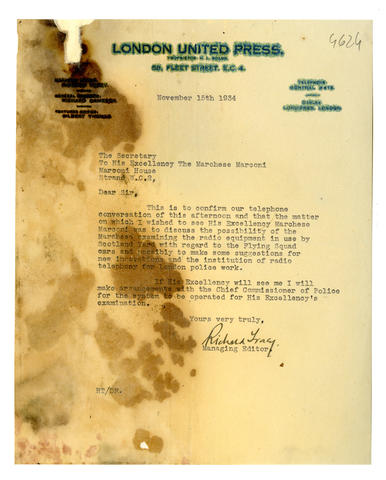 4624
LONDON UNITED PRESS.
58, FLEET STREET. E.C. 4.
TELEPHONE
CENTRAL
CABLES
LONDON
GILBERT THOMAS
November 15th 1934
The Secretary
To His Excellency The Marchese Marconi
Marconi House
Strand W.C.2,
Dear Sir,
This is to confirm our telephone
conversation of this afternoon and that the matter
on which I wished to see His Excellency Marchese
Marconi was to discuss the possibility of the
Marchese examining the radio equipment in use by
Scotland Yard with regard to the Flying Squad
cars and possibly to make some suggestions for
new and the institution of radio
telephony for London police work.
If His Excellency will see me I will
make arrangements with the Chief Commissioner of Police
for the system to be operated for His Excellency's
examination.
Yours very truly,
Richard Tracy
Managing Editor
RT/DR.